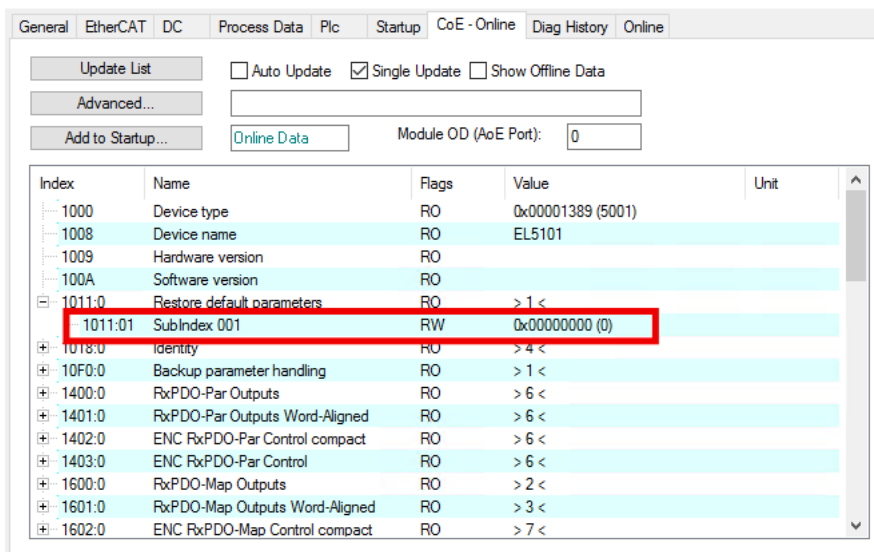 General EtherCAT DC Process Data Plc Startup CoE - Online Diag History Online
Update List Auto Update Single Update Show Offline Data
Advanced...
Add to Startup... Online Data Module OD (AoE Port): 0
Index Name Flags Value Unit
1000 Device type RO 0x00001389 (5001)
1008 Device name RO EL5101
1009 Hardware version RO
100A Software version RO
1011:0 Restore default parameters RO > 1 <
1011:01 SubIndex 001 RW 0x00000000 (0)
1018:0 Identity RO > 4 <
10F0:0 Backup parameter handling RO > 1 <
1400:0 RxPDO-Par Outputs RO > 6 <
1401:0 RxPDO-Par Outputs Word-Aligned RO > 6 <
1402:0 ENC RxPDO-Par Control compact RO > 6 <
1403:0 ENC RxPDO-Par Control RO > 6 <
1600:0 RxPDO-Map Outputs RO > 2 <
1601:0 RxPDO-Map Outputs Word-Aligned RO > 3 <
1602:0 ENC RxPDO-Map Control compact RO > 7 <